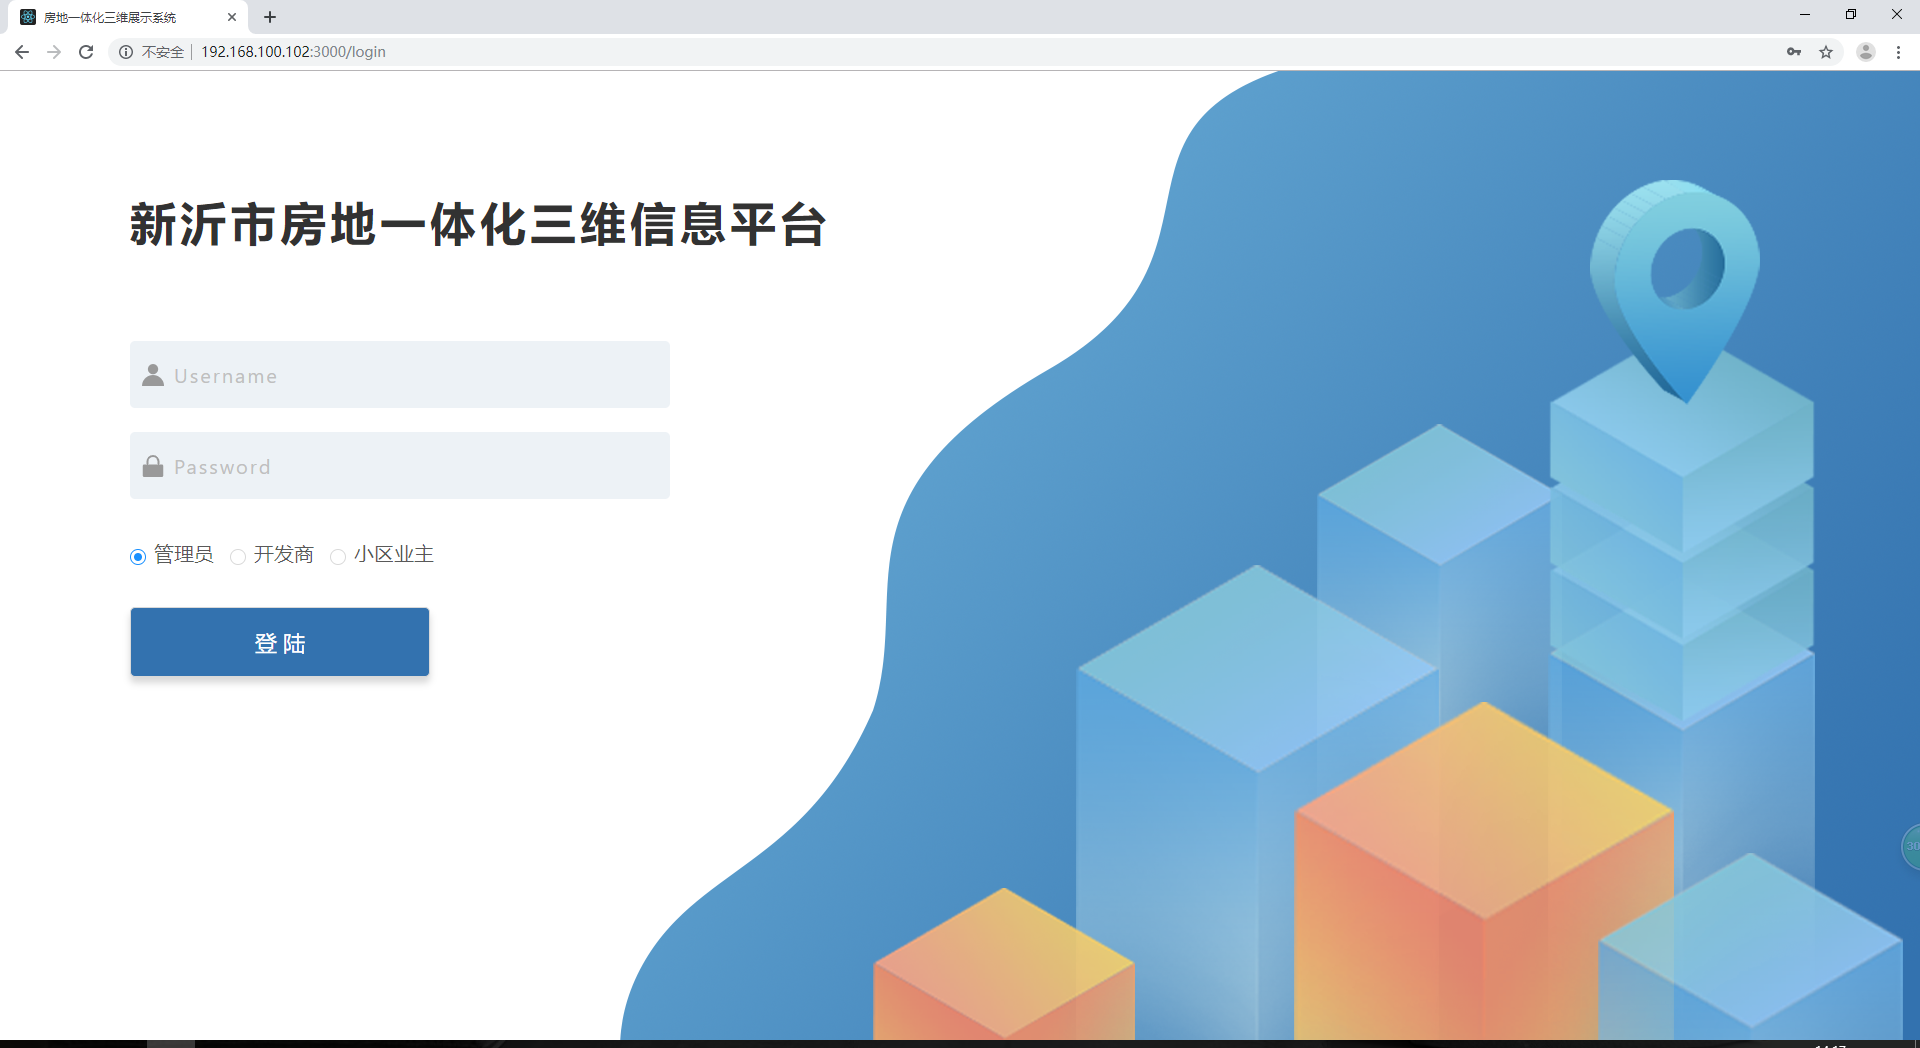 房地一体化三维展示系统
不安全 192.168.100.102:3000/login
新沂市房地一体化三维信息平台
Username
Password
管理员 开发商 小区业主
登陆
30